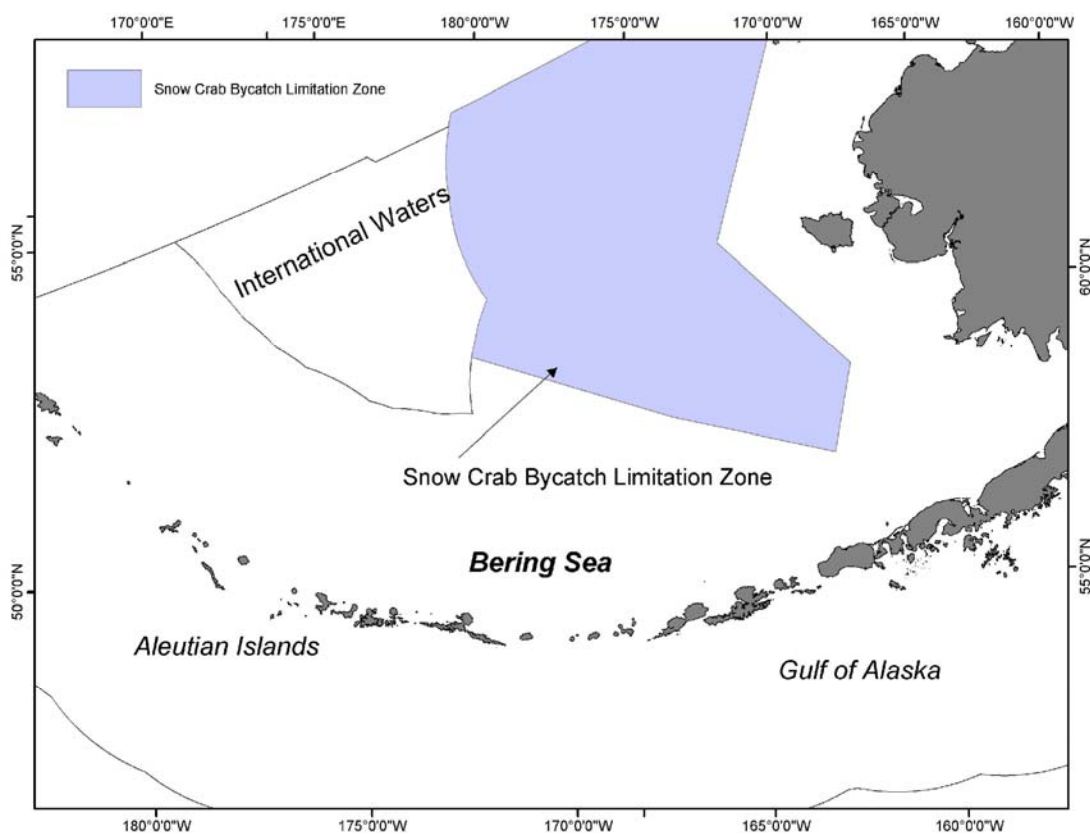 170°0'0"E 175°0'0"E 180°0'0"W 175°0'0"W 170°0'0"W 165°0'0"W 160°0'0"W
Snow Crab Bycatch Limitation Zone
International Waters
55°0'0"N
60°0'0"N
Snow Crab Bycatch Limitation Zone
Bering Sea
50°0'0"N
55°0'0"N
Aleutian Islands
Gulf of Alaska
180°0'0"W 175°0'0"W 170°0'0"W 165°0'0"W 160°0'0"W